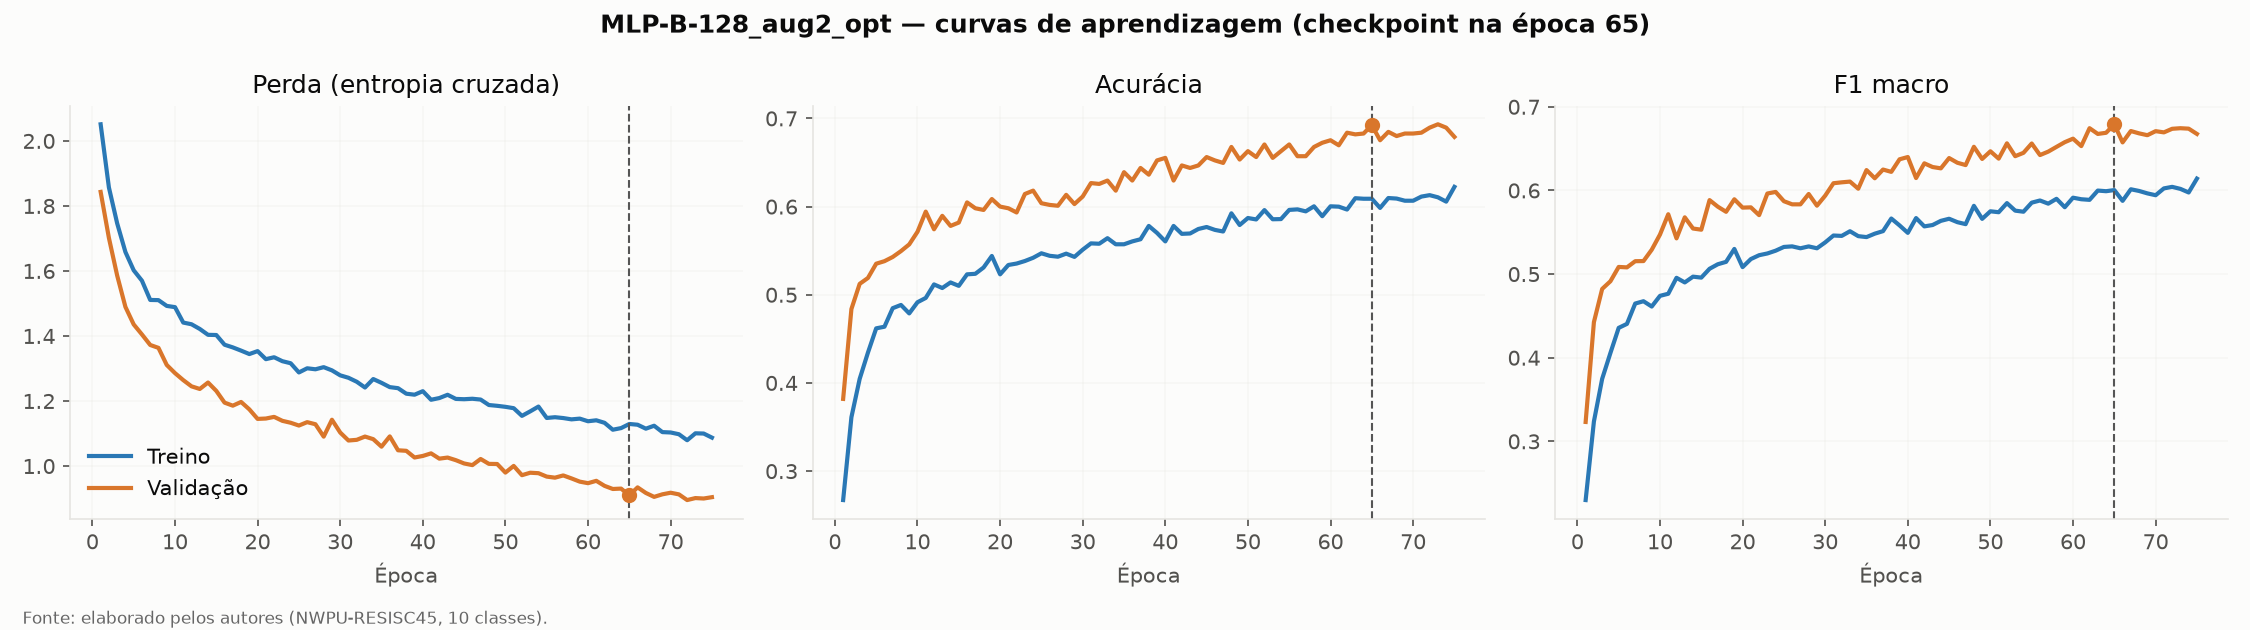 MLP-B-128_aug2_opt — curvas de aprendizagem (checkpoint na época 65)
Perda (entropia cruzada)
2.0
1.8
1.6
1.4
1.2
1.0
Treino
Validação
0 10 20 30 40 50 60 70
Época
Acurácia
0.7
0.6
0.5
0.4
0.3
0 10 20 30 40 50 60 70
Época
F1 macro
0.7
0.6
0.5
0.4
0.3
0 10 20 30 40 50 60 70
Época
Fonte: elaborado pelos autores (NWPU-RESISC45, 10 classes).